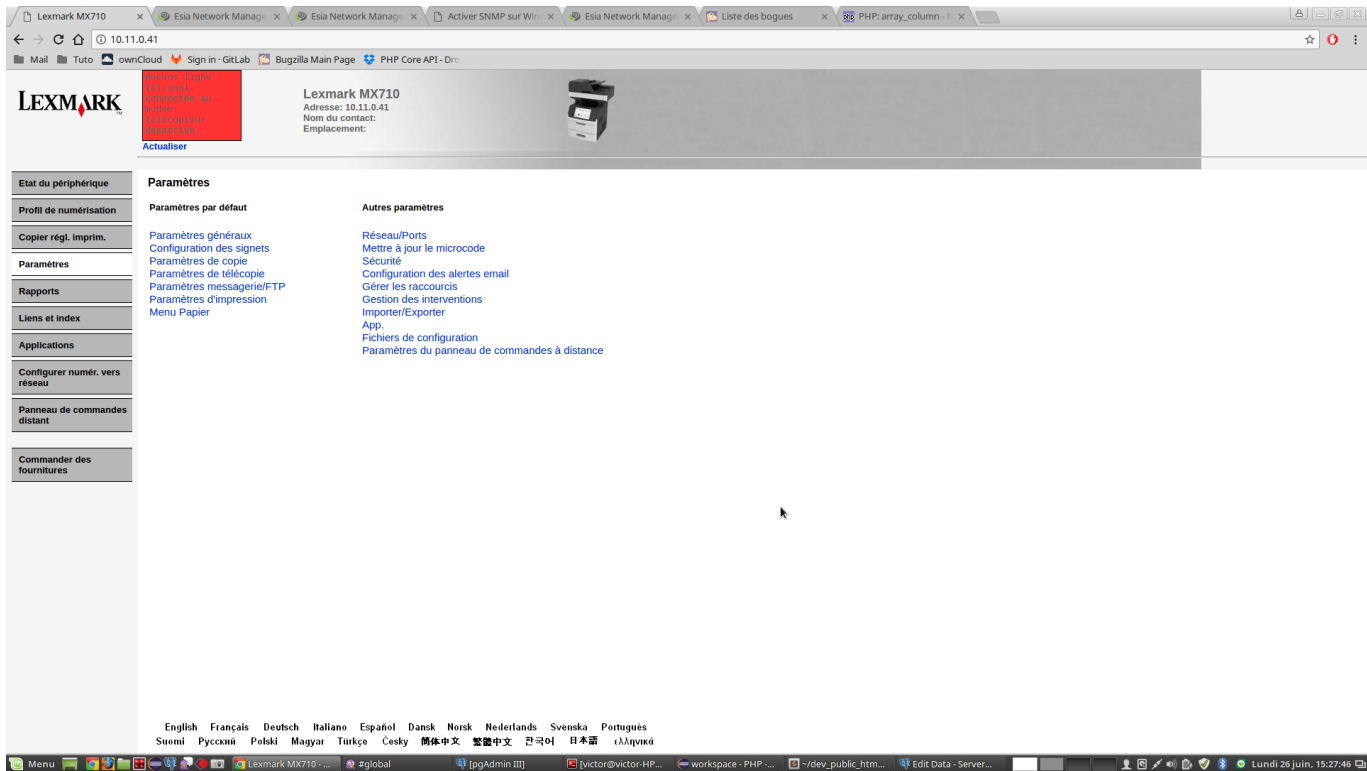 Lexmark MX710
Esia Network Manage
Esia Network Manage
Activer SNMP sur Win
Esia Network Manage
Liste des bogues
PHP: array_column -
10.11.0.41
Mail Tuto ownCloud Sign in · GitLab Bugzilla Main Page PHP Core API - Dro
LEXMARK
Aucune ligne
connectée au
modem
télécopieur
désactivé
Actualiser
Lexmark MX710
Adresse: 10.11.0.41
Nom du contact:
Emplacement:
Etat du périphérique
Profil de numérisation
Copier régl. imprim.
Paramètres
Rapports
Liens et index
Applications
Configurer numér. vers
réseau
Panneau de commandes
distant
Commander des
fournitures
Paramètres
Paramètres par défaut
Paramètres généraux
Configuration des signets
Paramètres de copie
Paramètres de télécopie
Paramètres messagerie/FTP
Paramètres d'impression
Menu Papier
Autres paramètres
Réseau/Ports
Mettre à jour le microcode
Sécurité
Configuration des alertes email
Gérer les raccourcis
Gestion des interventions
Importer/Exporter
App.
Fichiers de configuration
Paramètres du panneau de commandes à distance
English Français Deutsch Italiano Español Dansk Norsk Nederlands Svenska Português
Suomi Русский Polski Magyar Türkçe Česky 简体中文 繁體中文 한국어 日本語 ελληνικά
Menu Lexmark MX710 - ... #global [pgAdmin III] [victor@victor-HP... workspace - PHP -... ~/dev_public_htm... Edit Data - Server... Lundi 26 juin, 15:27:46